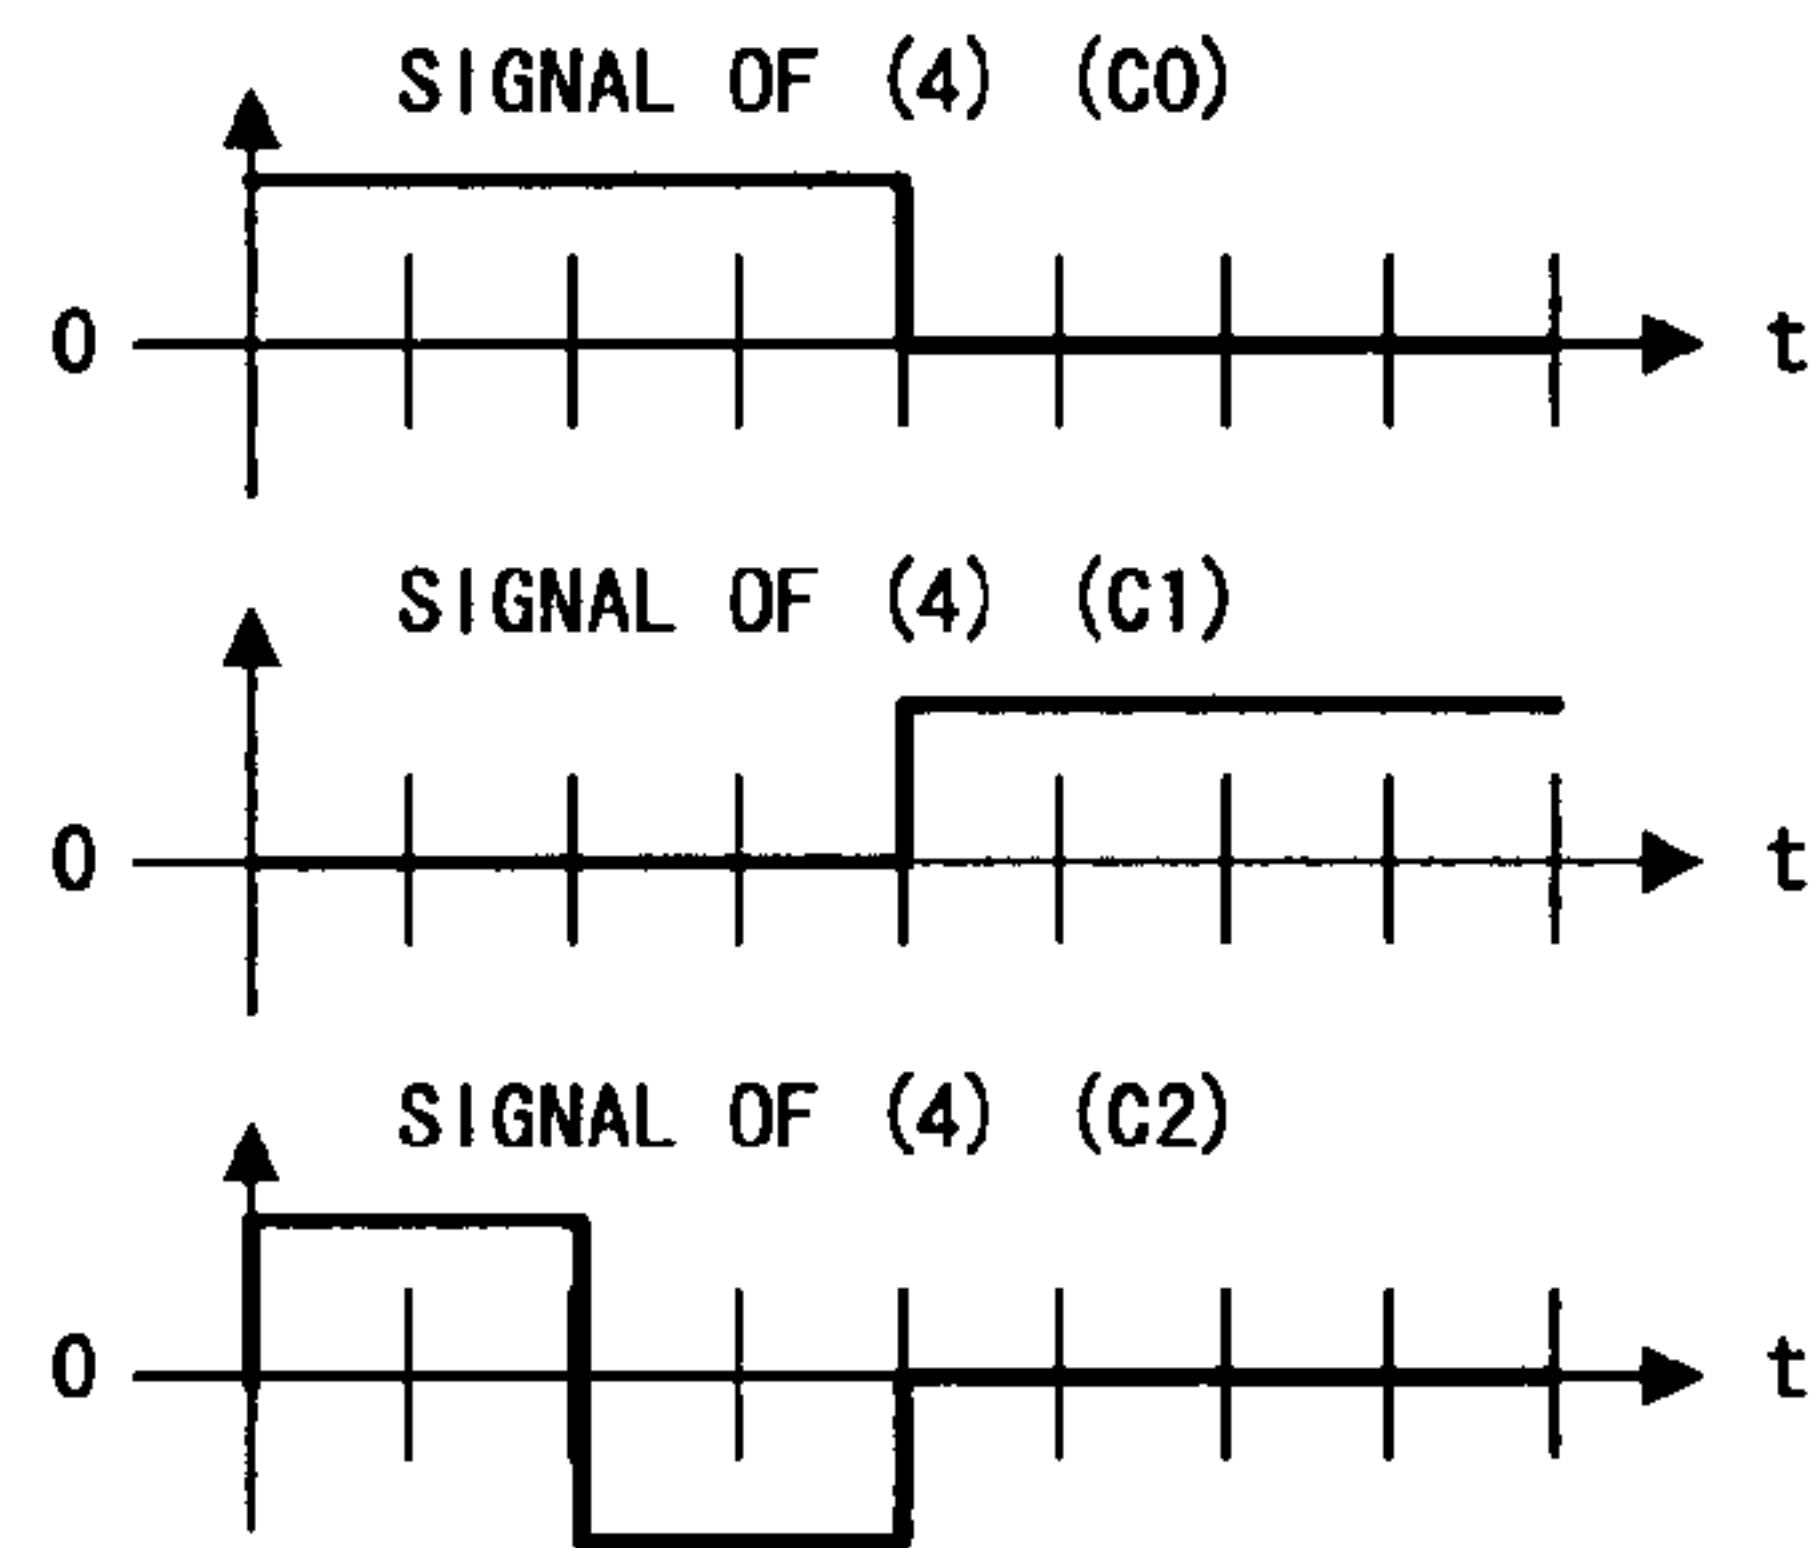 SIGNAL OF (4) (C0)
0 t
SIGNAL OF (4) (C1)
0 t
SIGNAL OF (4) (C2)
0 t